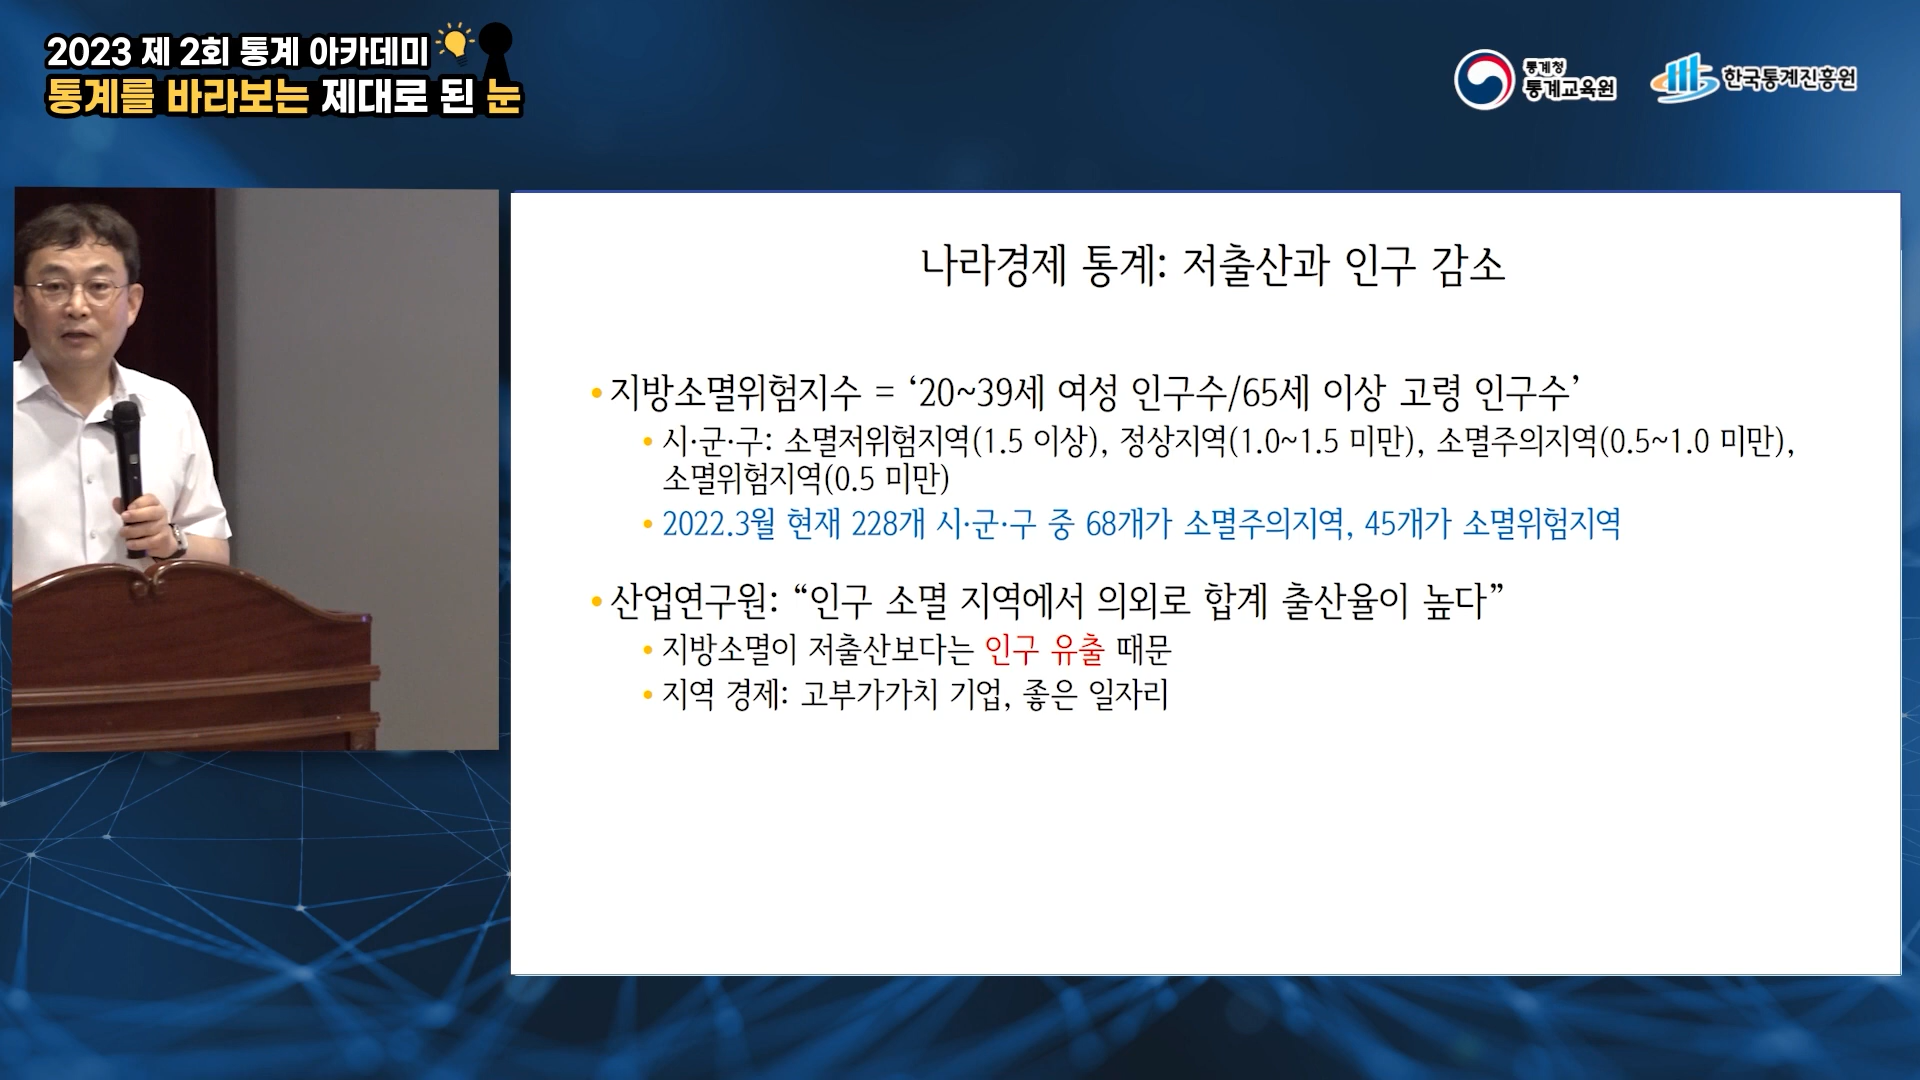 2023 제 2회 통계 아카데미
통계를 바라보는 제대로 된 눈
통계청
통계교육원
한국통계진흥원
나라경제 통계: 저출산과 인구 감소
•지방소멸위험지수 = ‘20~39세 여성 인구수/65세 이상 고령 인구수’
• 시·군·구: 소멸저위험지역(1.5 이상), 정상지역(1.0~1.5 미만), 소멸주의지역(0.5~1.0 미만),
소멸위험지역(0.5 미만)
• 2022.3월 현재 228개 시·군·구 중 68개가 소멸주의지역, 45개가 소멸위험지역
•산업연구원: “인구 소멸 지역에서 의외로 합계 출산율이 높다”
• 지방소멸이 저출산보다는 인구 유출 때문
• 지역 경제: 고부가가치 기업, 좋은 일자리